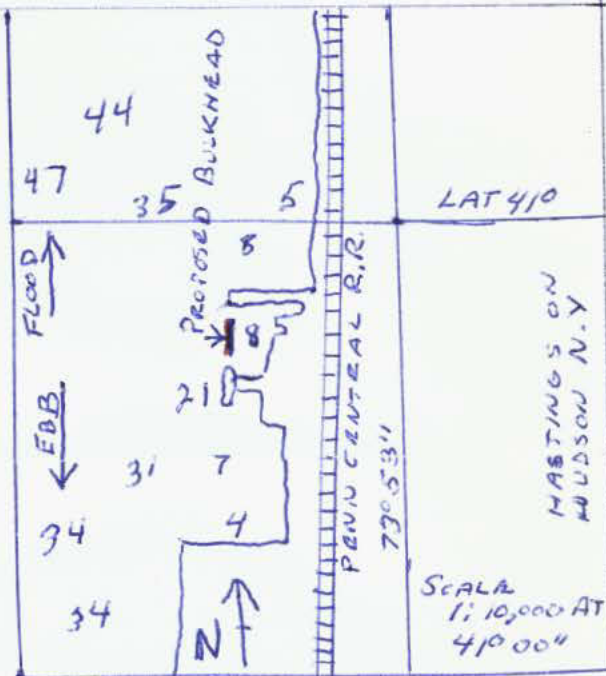 44
47
35
5
PROPOSED BULKHEAD
LAT 41°
8
FLOOD
8
5
21
EBB
31
7
34
4
34
N
PENN CENTRAL R.R.
73° 53"
HASTINGS ON
HUDSON N.Y
SCALE
1: 10,000 AT
41° 00"